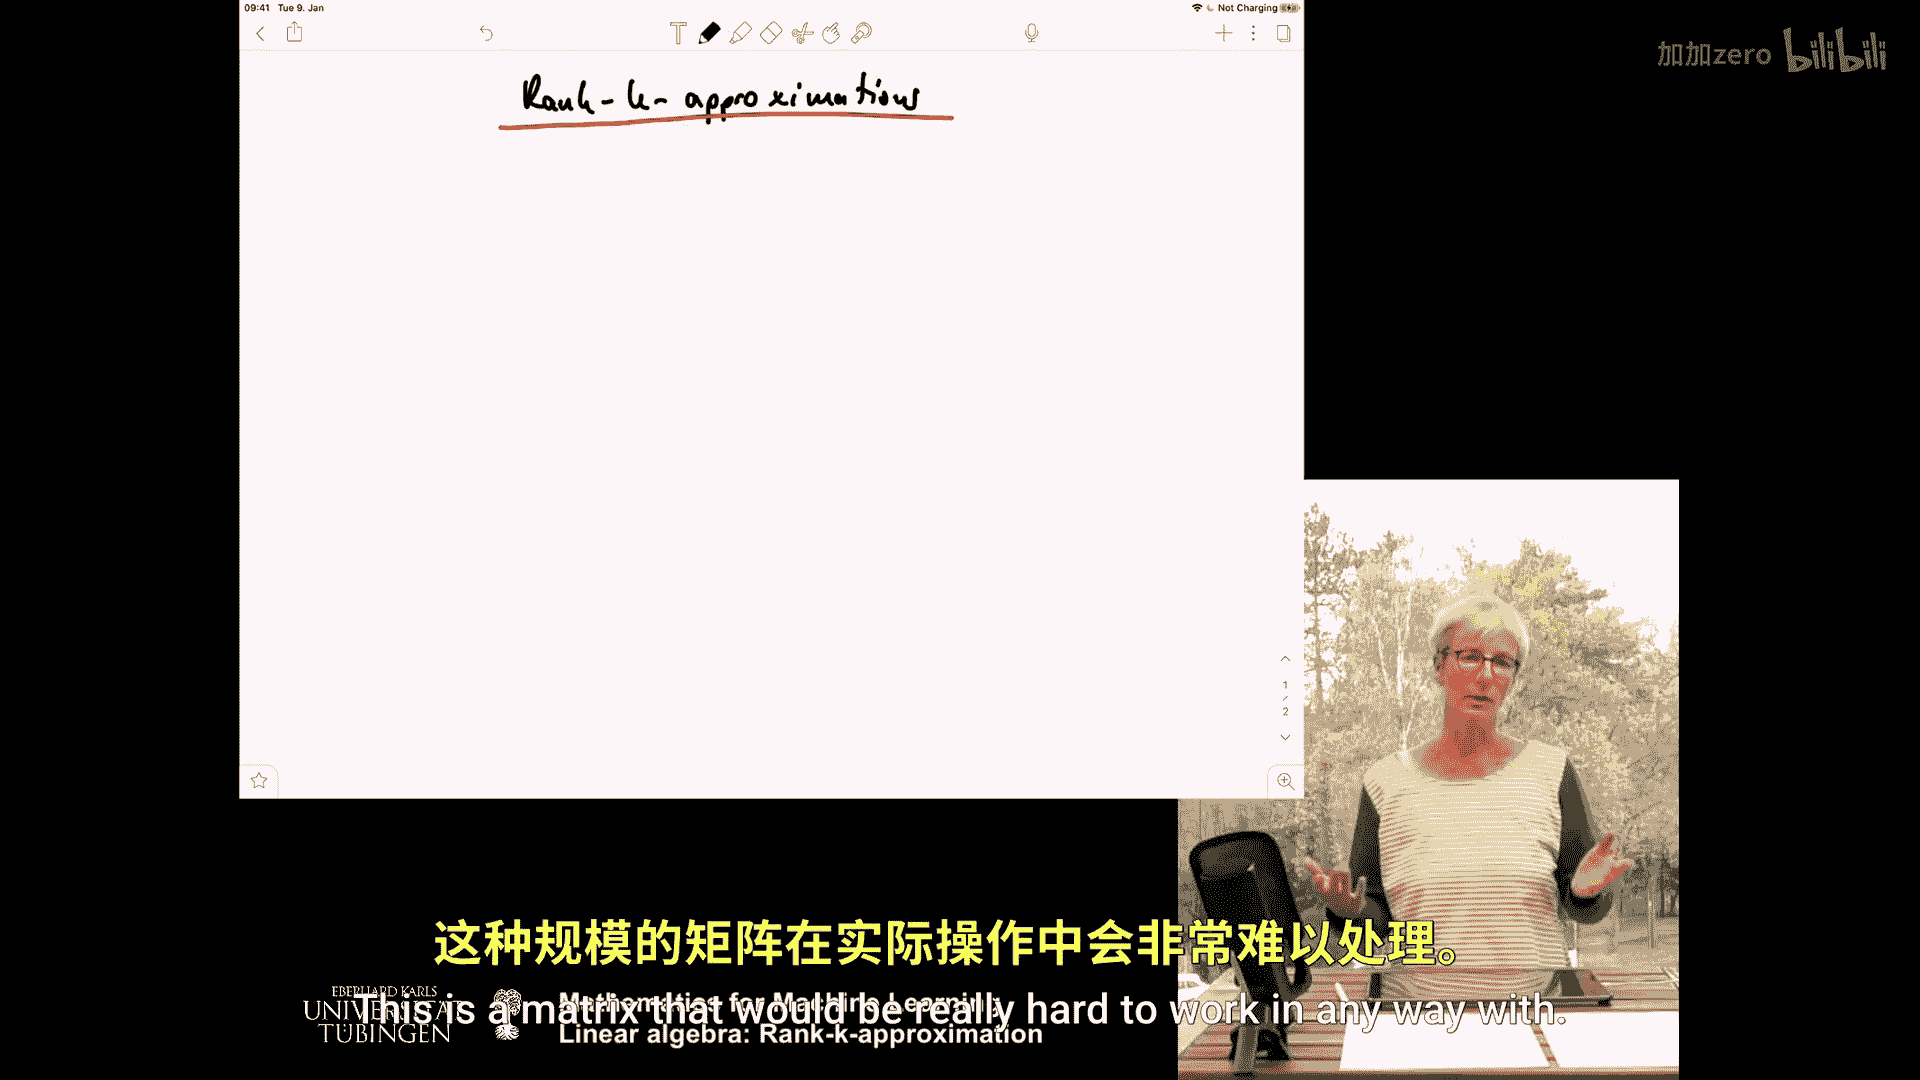 09:41 Tue 9. Jan
Not Charging
加加zero bilibili
Rank-k-approximations
1
/
2
这种规模的矩阵在实际操作中会非常难以处理。
This is a matrix that would be really hard to work in any way with.
EBERHARD KARLS
UNIVERSITÄT
TÜBINGEN
Mathematics for Machine Learning
Linear algebra: Rank-k-approximation